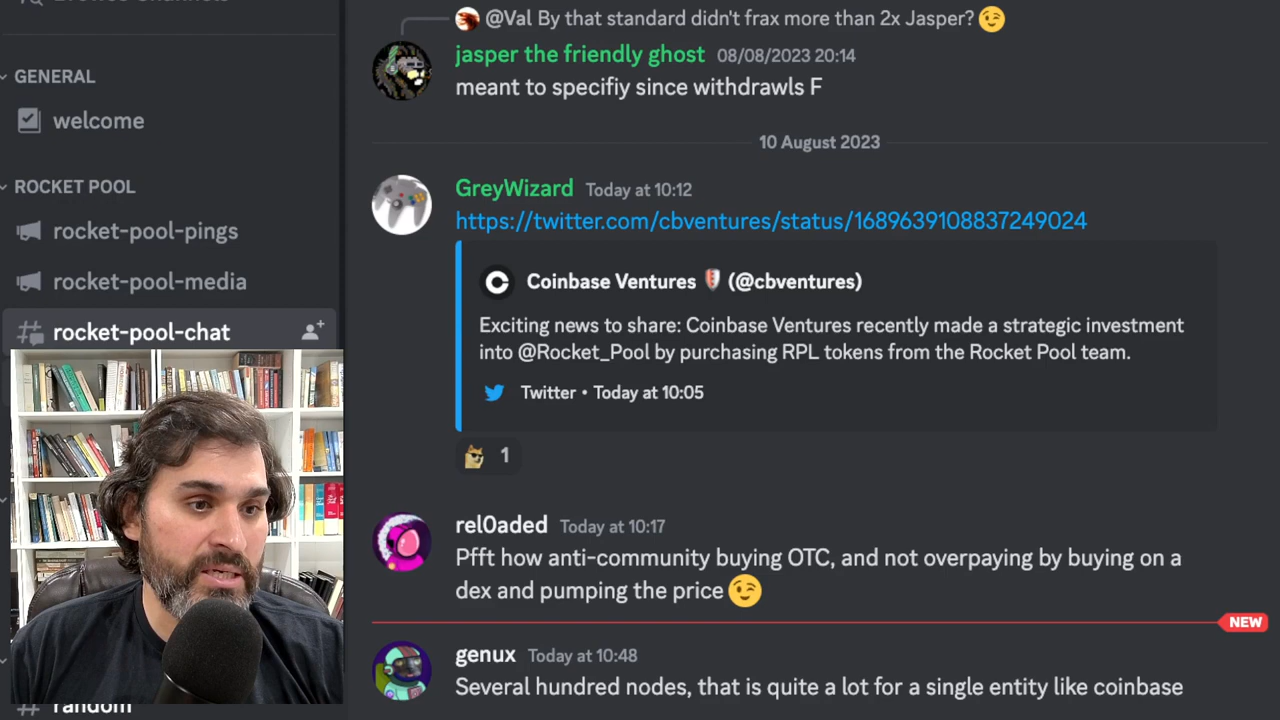 Browse Channels
GENERAL
welcome
ROCKET POOL
rocket-pool-pings
rocket-pool-media
rocket-pool-chat
random
@Val By that standard didn't frax more than 2x Jasper? 😉
jasper the friendly ghost 08/08/2023 20:14
meant to specifiy since withdrawls F
10 August 2023
GreyWizard Today at 10:12
https://twitter.com/cbventures/status/1689639108837249024
Coinbase Ventures 🛡️ (@cbventures)
Exciting news to share: Coinbase Ventures recently made a strategic investment
into @Rocket_Pool by purchasing RPL tokens from the Rocket Pool team.
Twitter • Today at 10:05
1
rel0aded Today at 10:17
Pfft how anti-community buying OTC, and not overpaying by buying on a
dex and pumping the price 😉
NEW
genux Today at 10:48
Several hundred nodes, that is quite a lot for a single entity like coinbase